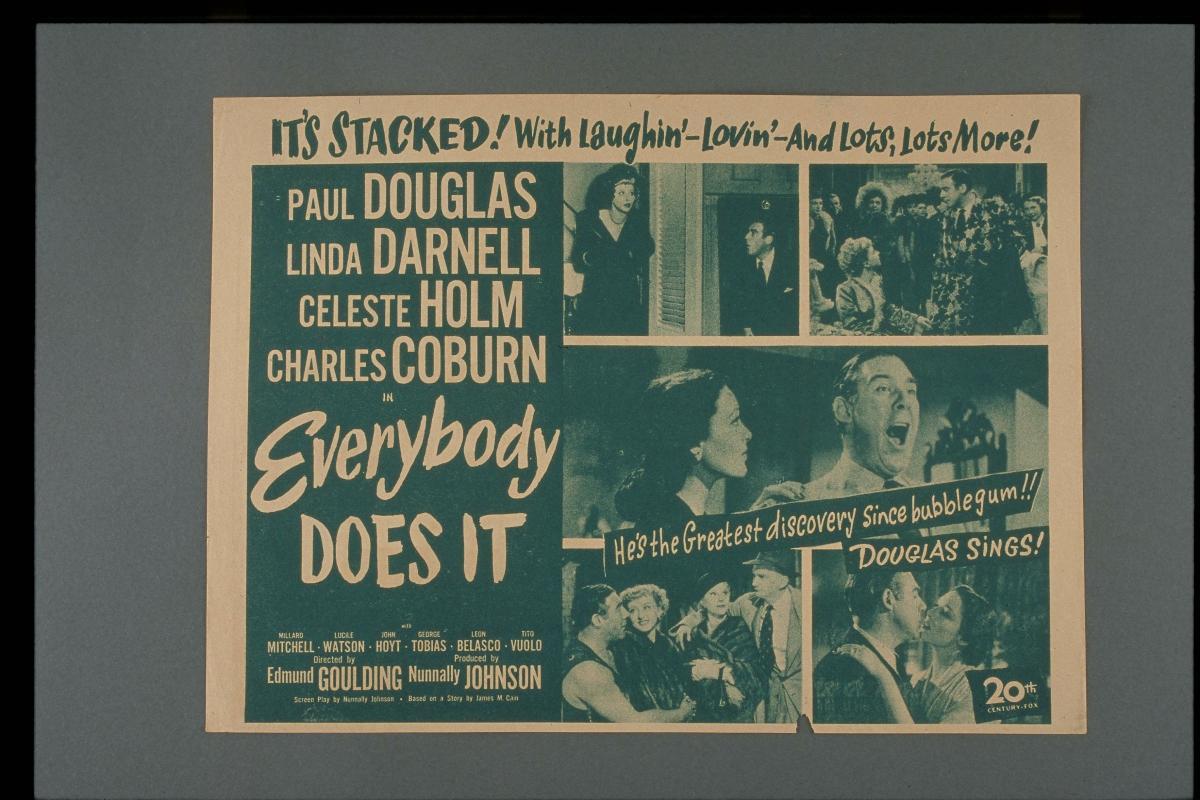 IT'S STACKED! With Laughin'-Lovin'-And Lots, Lots More!
PAUL DOUGLAS
LINDA DARNELL
CELESTE HOLM
CHARLES COBURN
IN
Everybody
DOES IT
with
MILLARD MITCHELL · LUCILE WATSON · JOHN HOYT · GEORGE TOBIAS · LEON BELASCO · TITO VUOLO
Directed by Edmund GOULDING
Produced by Nunnally JOHNSON
Screen Play by Nunnally Johnson • Based on a Story by James M. Cain
He's the Greatest discovery since bubblegum!!
DOUGLAS SINGS!
20th
CENTURY-FOX